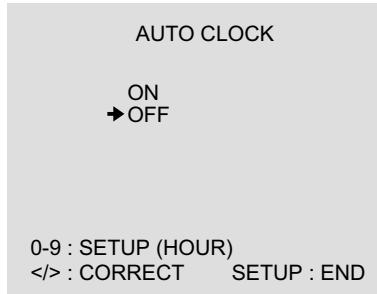 AUTO CLOCK
ON
➔OFF
0-9 : SETUP (HOUR)
</> : CORRECT SETUP : END